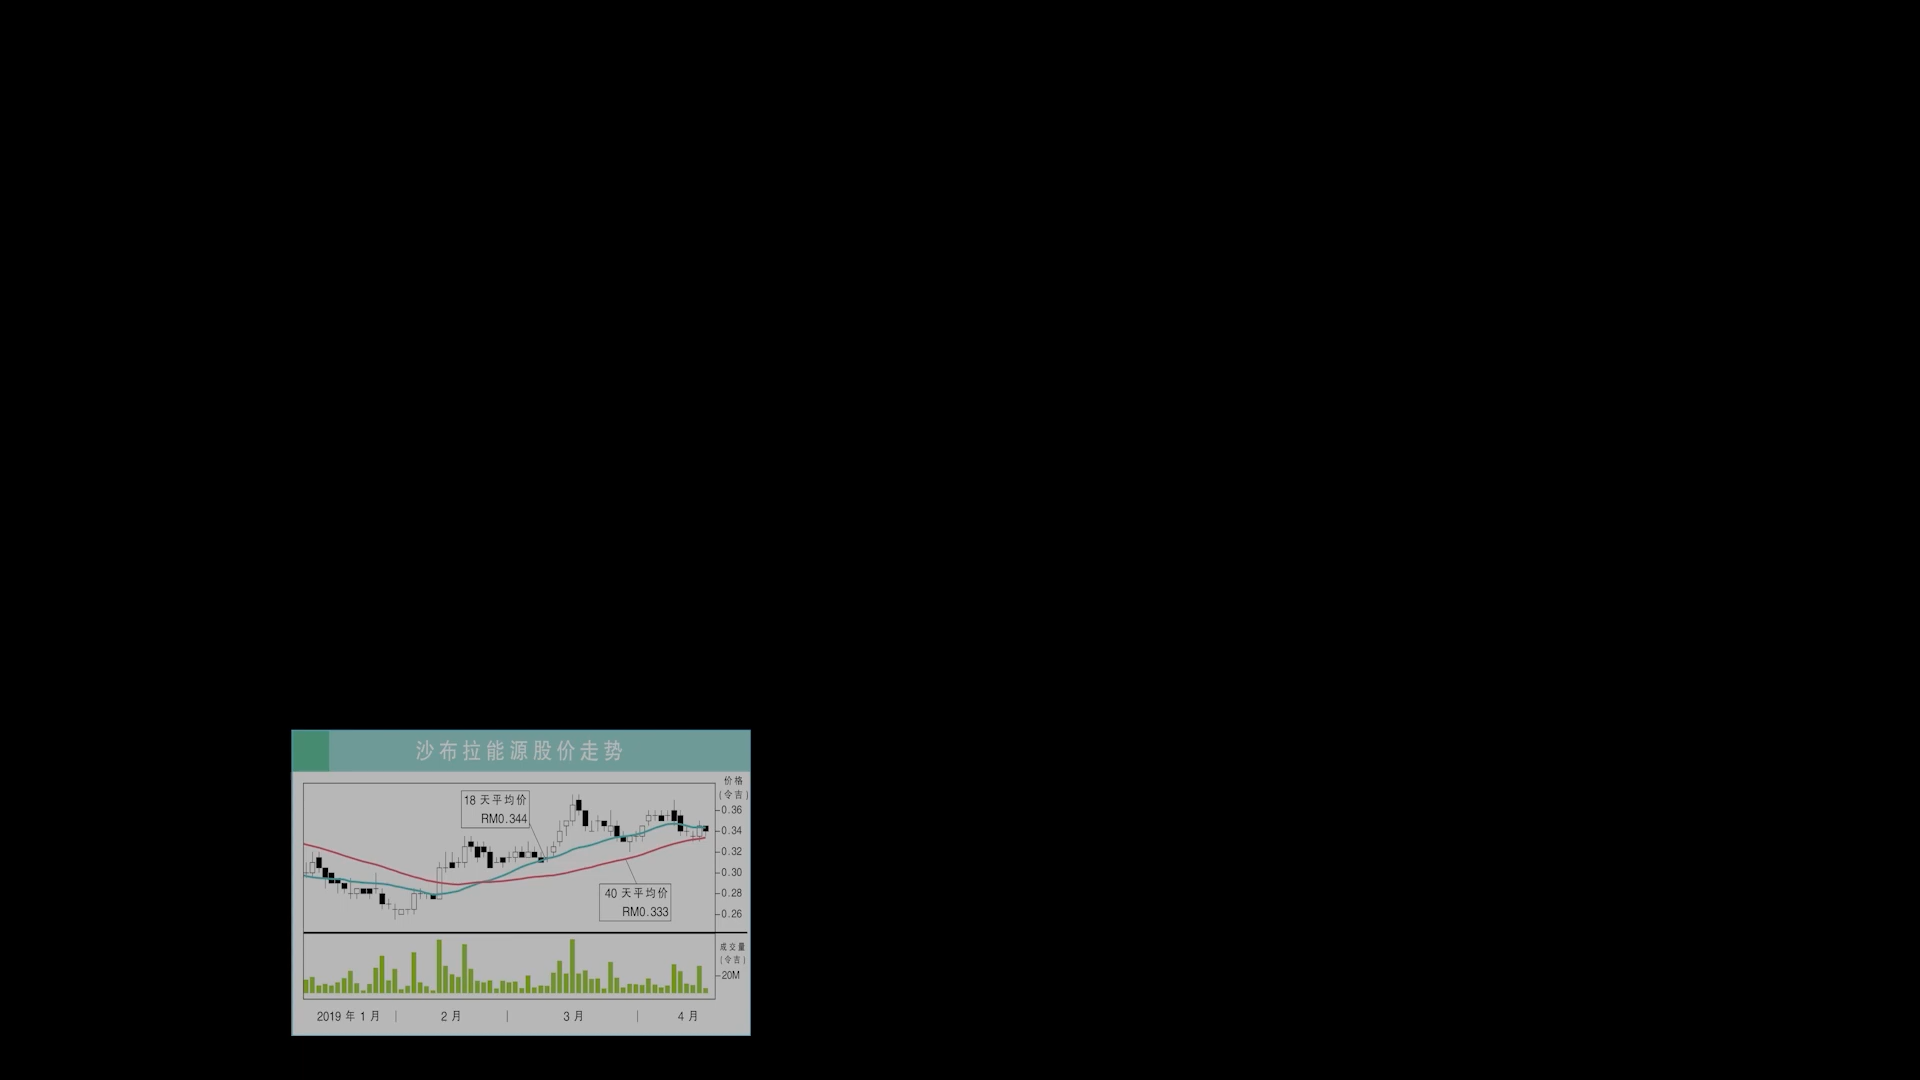 沙布拉能源股价走势
价格
(令吉)
18 天平均价
RM0.344
0.36
0.34
0.32
0.30
0.28
0.26
40 天平均价
RM0.333
成交量
(令吉)
20M
2019 年 1 月 | 2 月 | 3 月 | 4 月